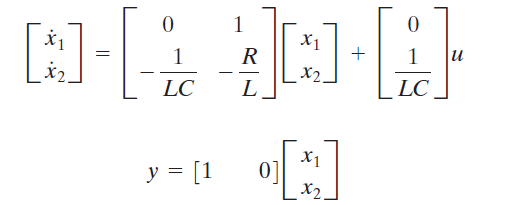 [ẋ₁ ẋ₂] = [0 1 −1/LC −R/L] [x₁ x₂] + [0 1/LC] u
y = [1 0] [x₁ x₂]